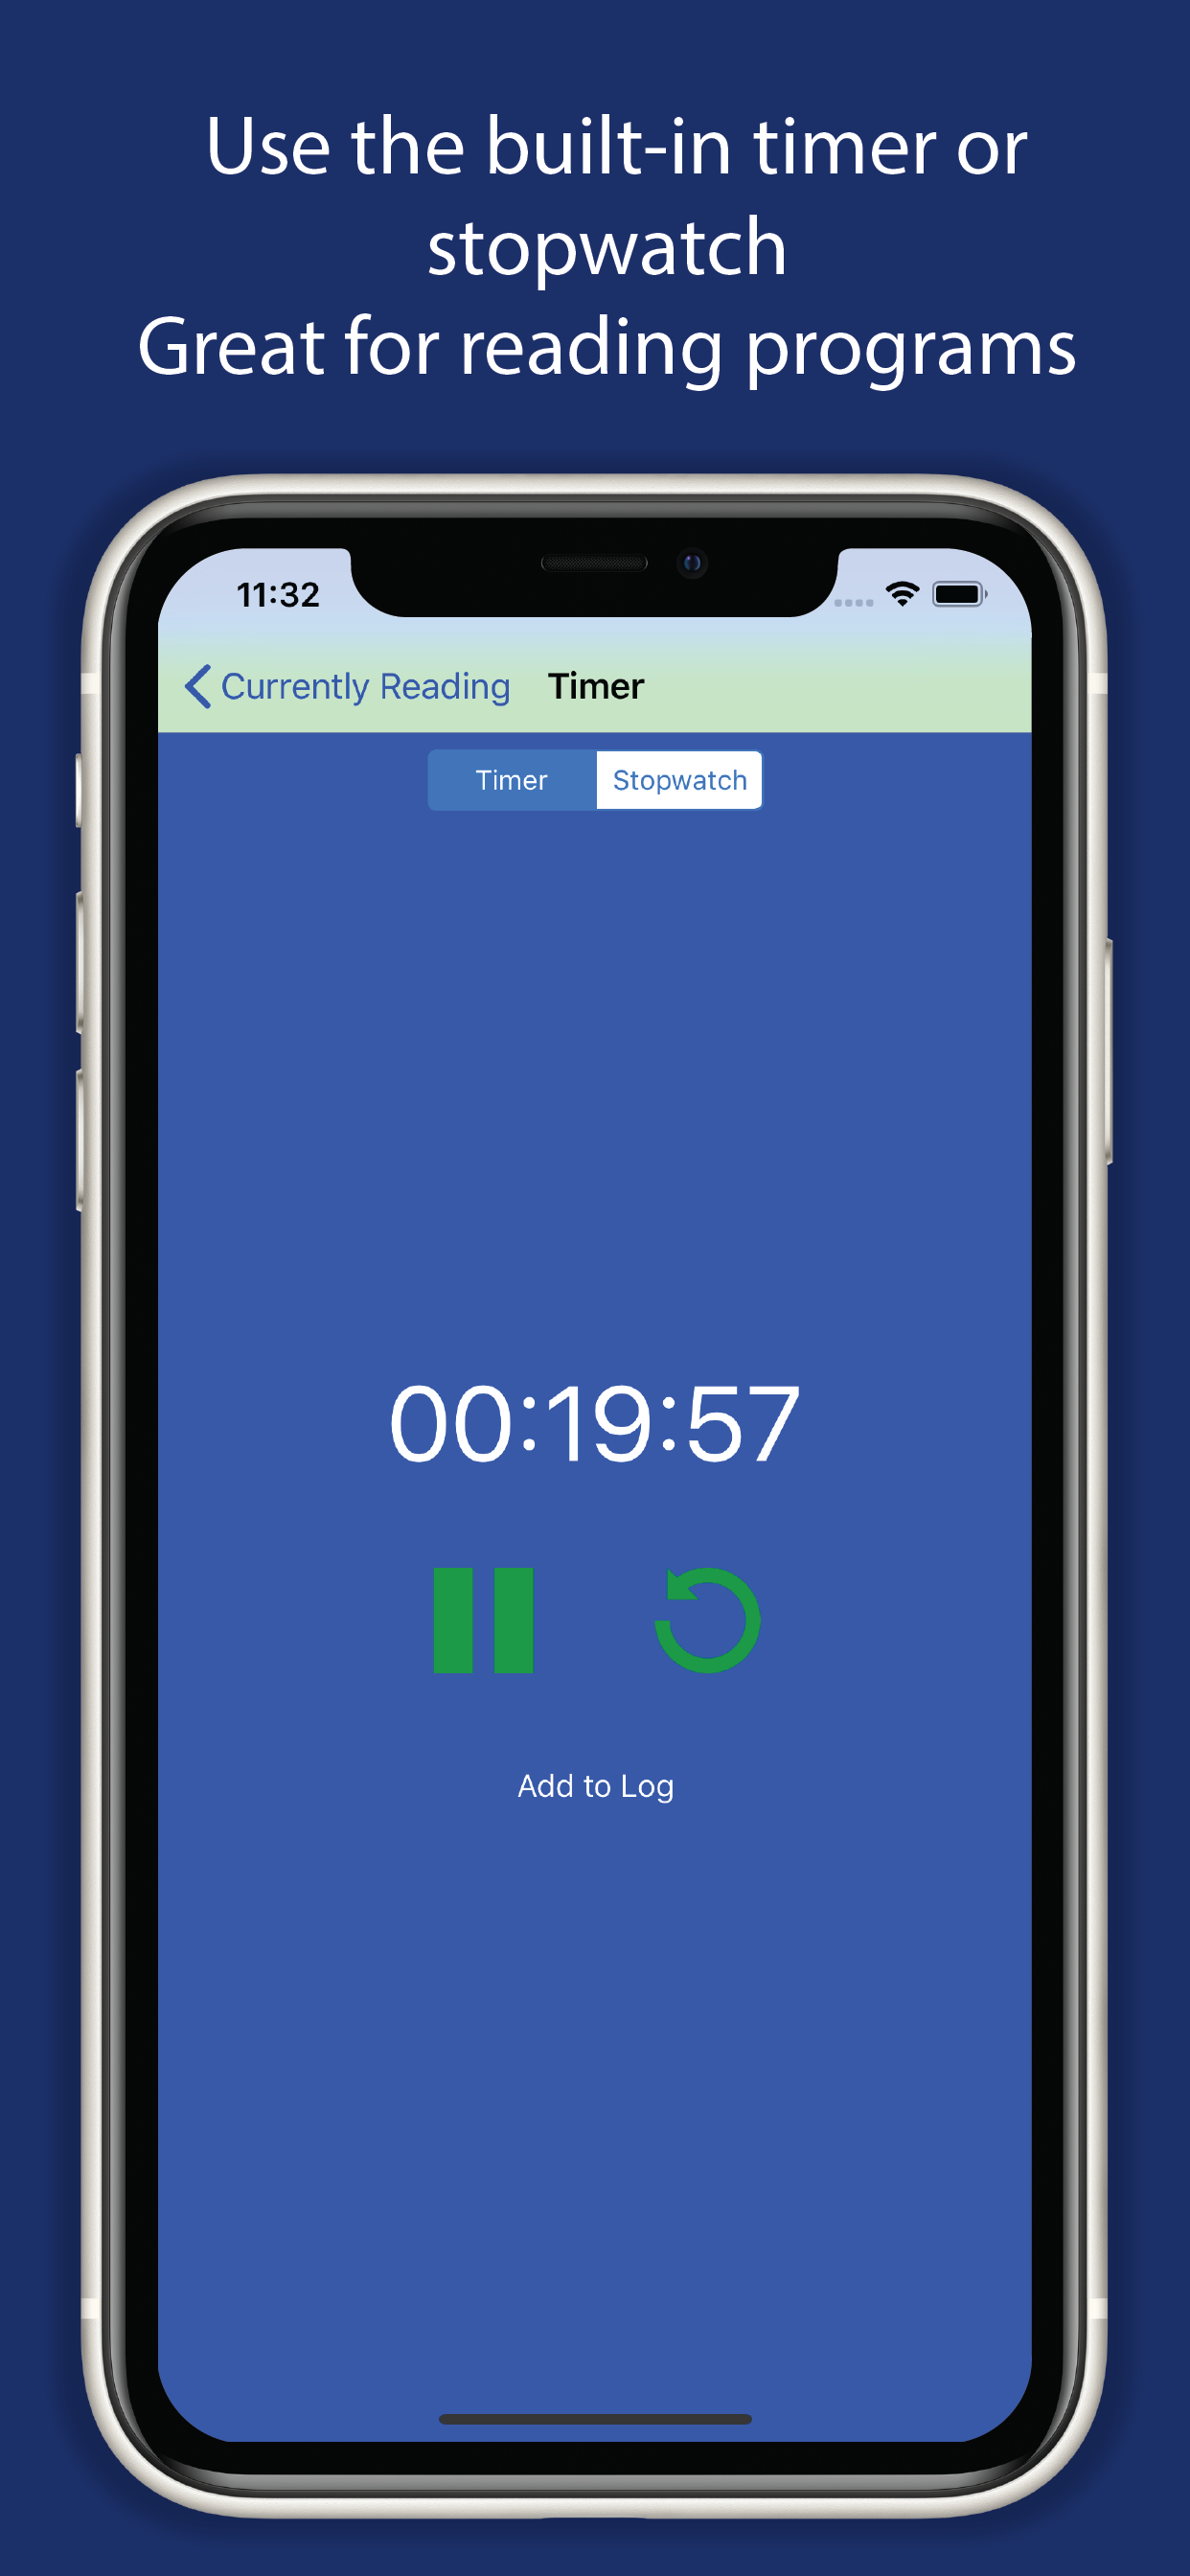 Use the built-in timer or
stopwatch
Great for reading programs
11:32
Currently Reading Timer
Timer Stopwatch
00:19:57
Add to Log